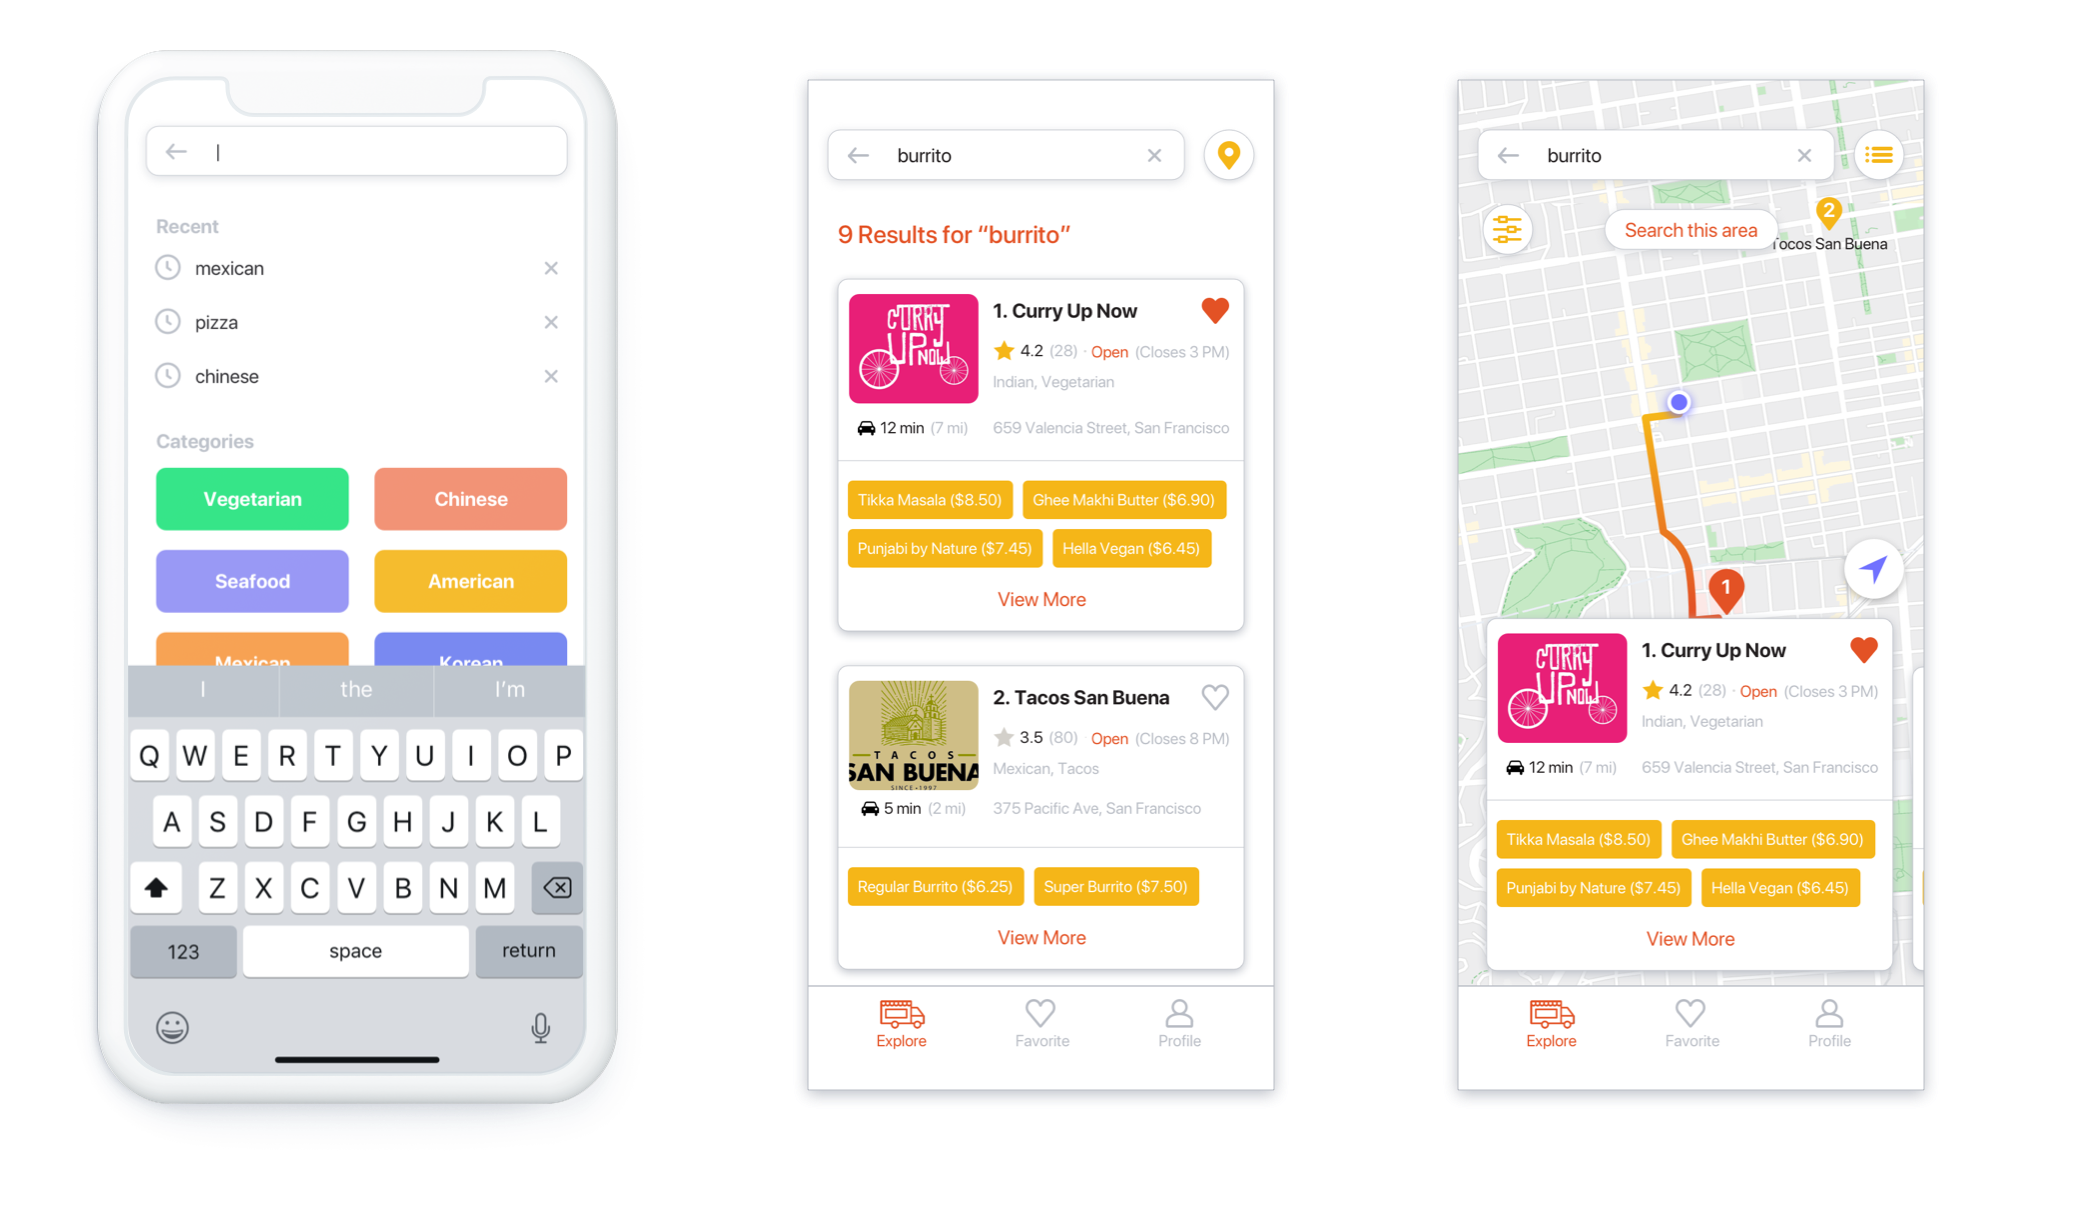 Recent
mexican
pizza
chinese
Categories
Vegetarian
Chinese
Seafood
American
Mexican
Korean
I the I'm
Q W E R T Y U I O P
A S D F G H J K L
Z X C V B N M
123 space return
burrito
9 Results for “burrito”
CURRY
UP NOW
1. Curry Up Now
4.2 (28) · Open (Closes 3 PM)
Indian, Vegetarian
12 min (7 mi) 659 Valencia Street, San Francisco
Tikka Masala ($8.50) Ghee Makhi Butter ($6.90)
Punjabi by Nature ($7.45) Hella Vegan ($6.45)
View More
TACOS
SAN BUENA
SINCE•1997
2. Tacos San Buena
3.5 (80) Open (Closes 8 PM)
Mexican, Tacos
5 min (2 mi) 375 Pacific Ave, San Francisco
Regular Burrito ($6.25) Super Burrito ($7.50)
View More
Explore Favorite Profile
burrito
2
Search this area
Tocos San Buena
1
CURRY
UP NOW
1. Curry Up Now
4.2 (28) · Open (Closes 3 PM)
Indian, Vegetarian
12 min (7 mi) 659 Valencia Street, San Francisco
Tikka Masala ($8.50) Ghee Makhi Butter ($6.90)
Punjabi by Nature ($7.45) Hella Vegan ($6.45)
View More
Explore Favorite Profile